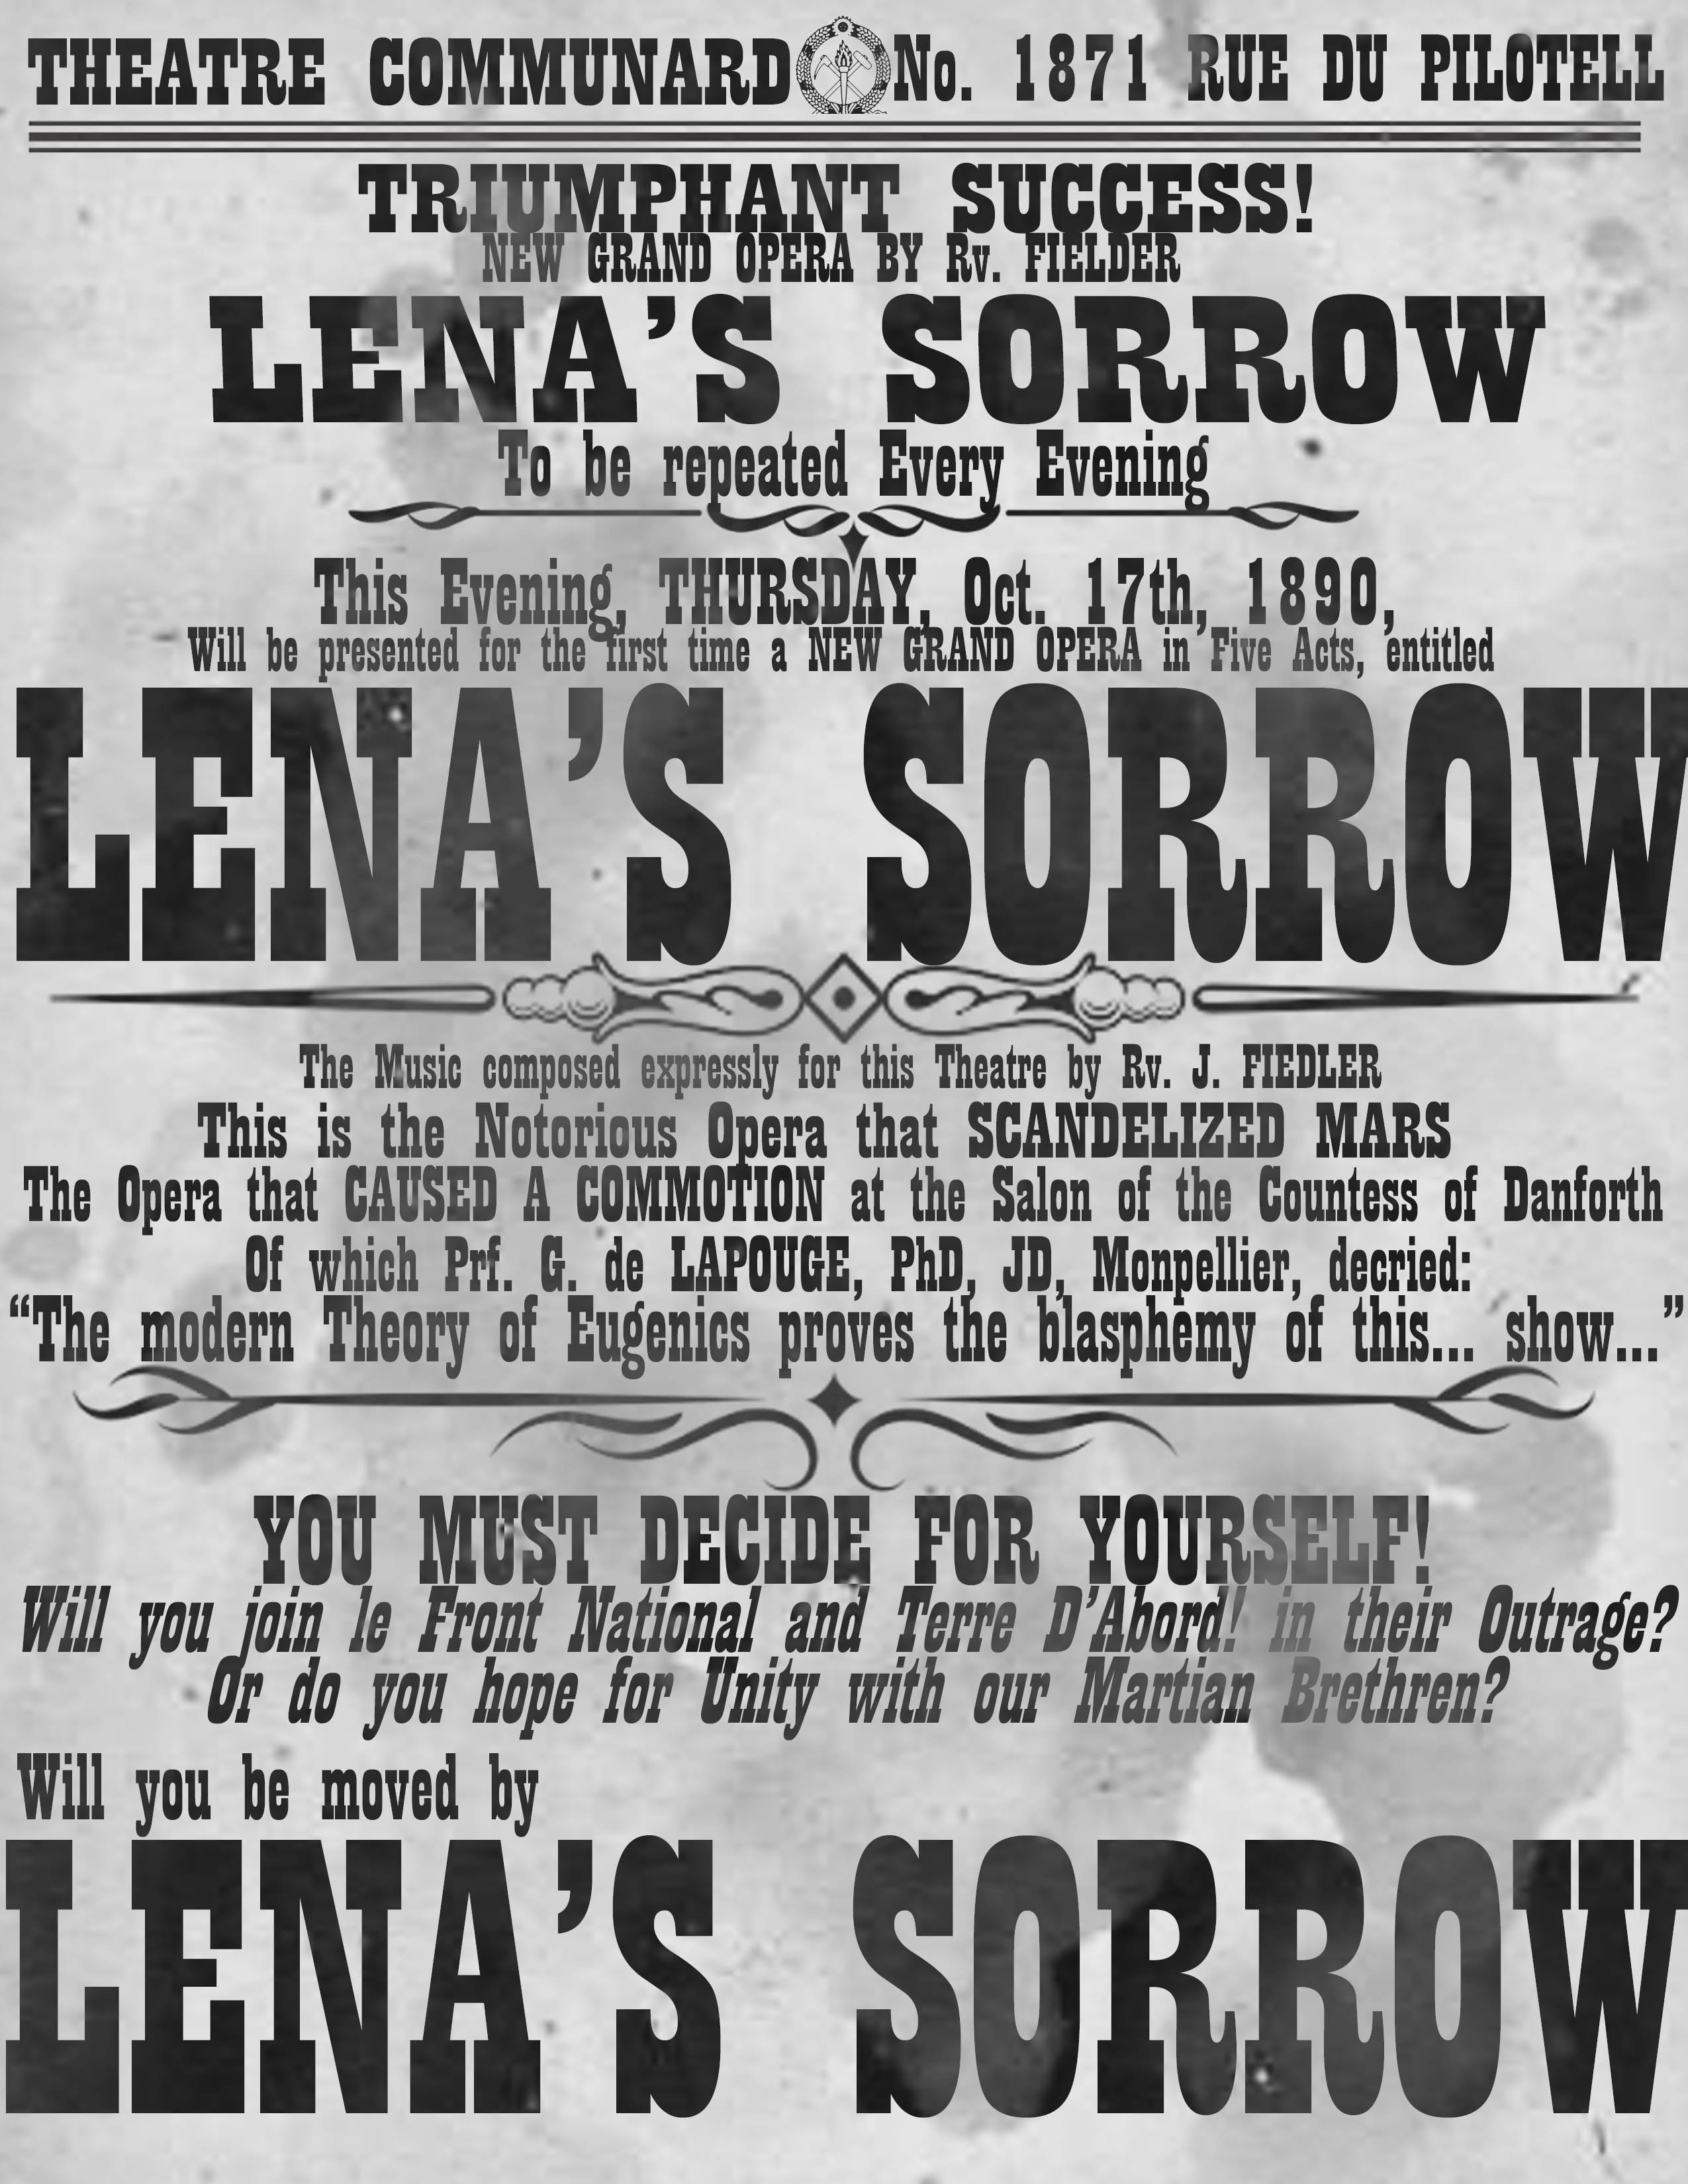 THEATRE COMMUNARD No. 1871 RUE DU PILOTELL
TRIUMPHANT SUCCESS!
NEW GRAND OPERA BY Rv. FIELDER
LENA'S SORROW
To be repeated Every Evening
This Evening, THURSDAY, Oct. 17th, 1890,
Will be presented for the first time a NEW GRAND OPERA in Five Acts, entitled
LENA'S SORROW
The Music composed expressly for this Theatre by Rv. J. FIEDLER
This is the Notorious Opera that SCANDELIZED MARS
The Opera that CAUSED A COMMOTION at the Salon of the Countess of Danforth
Of which Prf. G. de LAPOUGE, PhD, JD, Monpellier, decried:
“The modern Theory of Eugenics proves the blasphemy of this... show...”
YOU MUST DECIDE FOR YOURSELF!
Will you join le Front National and Terre D'Abord! in their Outrage?
Or do you hope for Unity with our Martian Brethren?
Will you be moved by
LENA'S SORROW